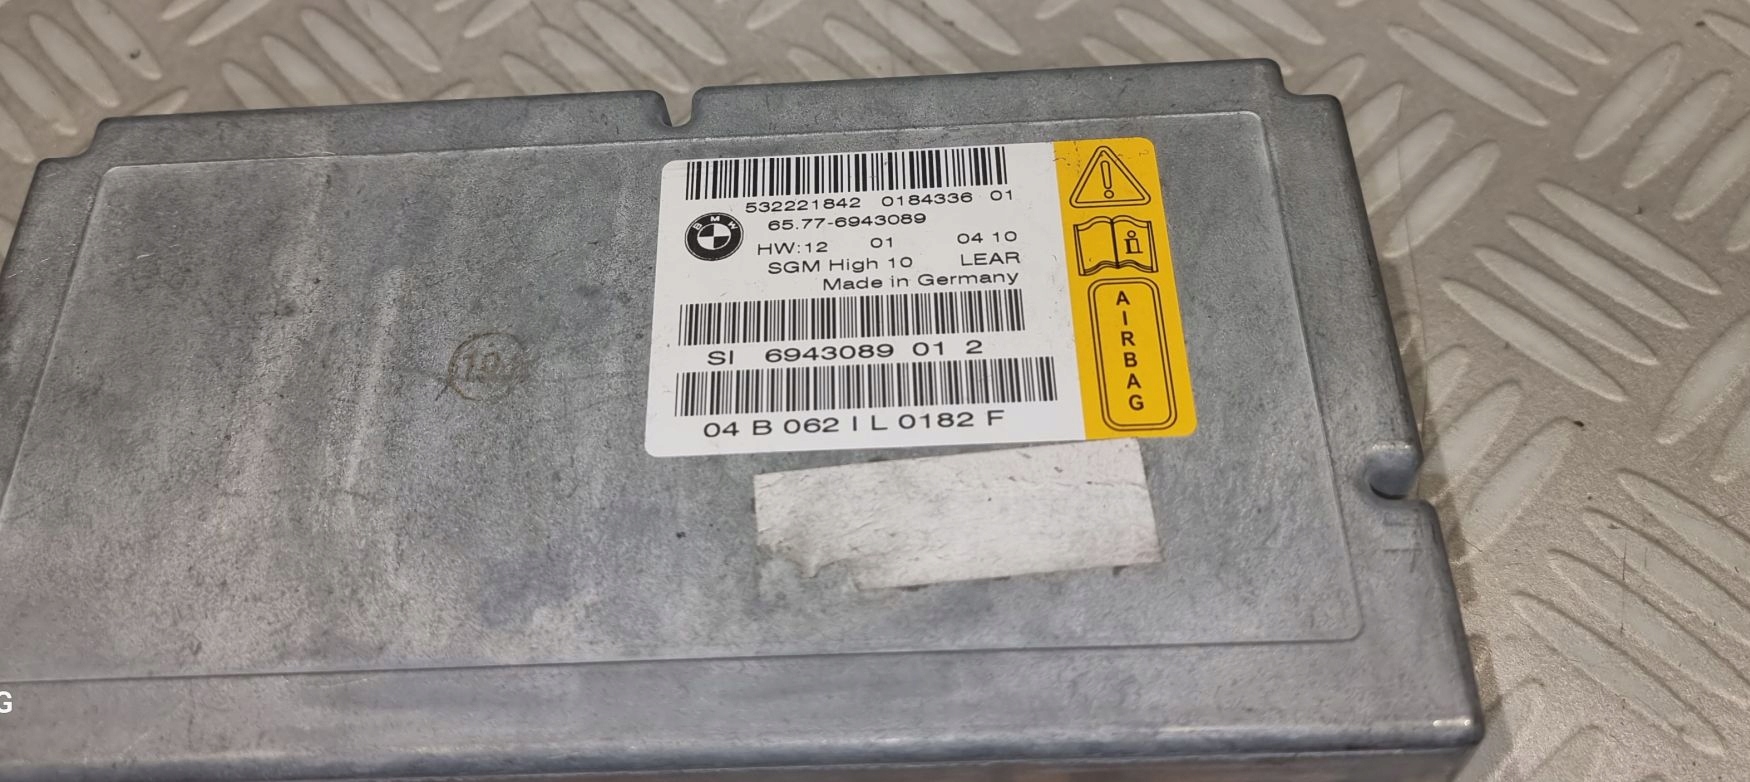 532221842 0184336 01
65.77-6943089
BMW
HW:12 01 04 10
SGM High 10 LEAR
Made in Germany
SI 6943089 01 2
04 B 062 I L 0182 F
AIRBAG
G